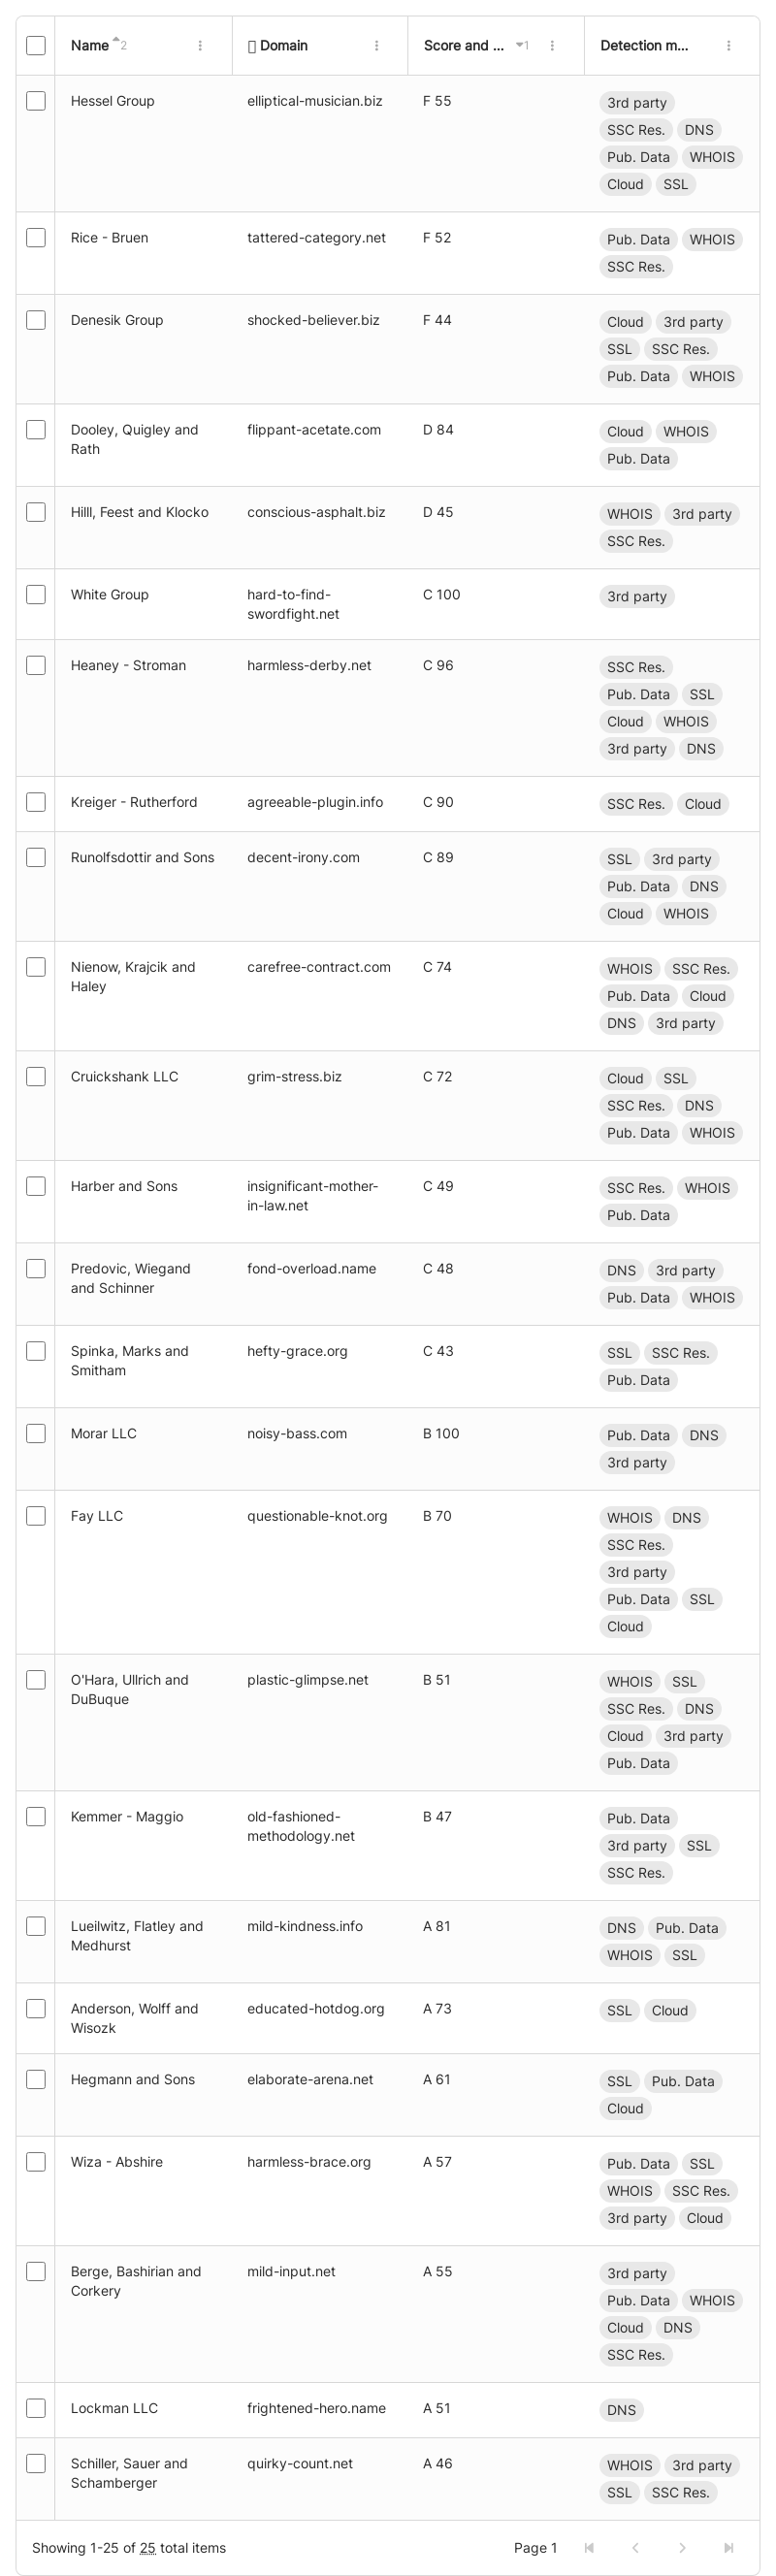 Name 2 Domain Score and ... 1 Detection m...
Hessel Group elliptical-musician.biz F 55 3rd party
SSC Res. DNS
Pub. Data WHOIS
Cloud SSL
Rice - Bruen tattered-category.net F 52 Pub. Data WHOIS
SSC Res.
Denesik Group shocked-believer.biz F 44 Cloud 3rd party
SSL SSC Res.
Pub. Data WHOIS
Dooley, Quigley and flippant-acetate.com D 84 Cloud WHOIS
Rath Pub. Data
Hilll, Feest and Klocko conscious-asphalt.biz D 45 WHOIS 3rd party
SSC Res.
White Group hard-to-find- C 100 3rd party
swordfight.net
Heaney - Stroman harmless-derby.net C 96 SSC Res.
Pub. Data SSL
Cloud WHOIS
3rd party DNS
Kreiger - Rutherford agreeable-plugin.info C 90 SSC Res. Cloud
Runolfsdottir and Sons decent-irony.com C 89 SSL 3rd party
Pub. Data DNS
Cloud WHOIS
Nienow, Krajcik and carefree-contract.com C 74 WHOIS SSC Res.
Haley Pub. Data Cloud
DNS 3rd party
Cruickshank LLC grim-stress.biz C 72 Cloud SSL
SSC Res. DNS
Pub. Data WHOIS
Harber and Sons insignificant-mother- C 49 SSC Res. WHOIS
in-law.net Pub. Data
Predovic, Wiegand fond-overload.name C 48 DNS 3rd party
and Schinner Pub. Data WHOIS
Spinka, Marks and hefty-grace.org C 43 SSL SSC Res.
Smitham Pub. Data
Morar LLC noisy-bass.com B 100 Pub. Data DNS
3rd party
Fay LLC questionable-knot.org B 70 WHOIS DNS
SSC Res.
3rd party
Pub. Data SSL
Cloud
O'Hara, Ullrich and plastic-glimpse.net B 51 WHOIS SSL
DuBuque SSC Res. DNS
Cloud 3rd party
Pub. Data
Kemmer - Maggio old-fashioned- B 47 Pub. Data
methodology.net 3rd party SSL
SSC Res.
Lueilwitz, Flatley and mild-kindness.info A 81 DNS Pub. Data
Medhurst WHOIS SSL
Anderson, Wolff and educated-hotdog.org A 73 SSL Cloud
Wisozk
Hegmann and Sons elaborate-arena.net A 61 SSL Pub. Data
Cloud
Wiza - Abshire harmless-brace.org A 57 Pub. Data SSL
WHOIS SSC Res.
3rd party Cloud
Berge, Bashirian and mild-input.net A 55 3rd party
Corkery Pub. Data WHOIS
Cloud DNS
SSC Res.
Lockman LLC frightened-hero.name A 51 DNS
Schiller, Sauer and quirky-count.net A 46 WHOIS 3rd party
Schamberger SSL SSC Res.
Showing 1-25 of 25 total items Page 1